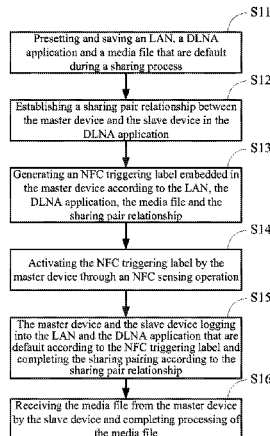 S11
Presetting and saving an LAN, a DLNA
application and a media file that are default
during a sharing process
S12
Establishing a sharing pair relationship between
the master device and the slave device in the
DLNA application
S13
Generating an NFC triggering label embedded in
the master device according to the LAN, the
DLNA application, the media file and the
sharing pair relationship
S14
Activating the NFC triggering label by the
master device through an NFC sensing operation
S15
The master device and the slave device logging
into the LAN and the DLNA application that are
default according to the NFC triggering label and
completing the sharing pairing according to the
sharing pair relationship
S16
Receiving the media file from the master device
by the slave device and completing processing of
the media file